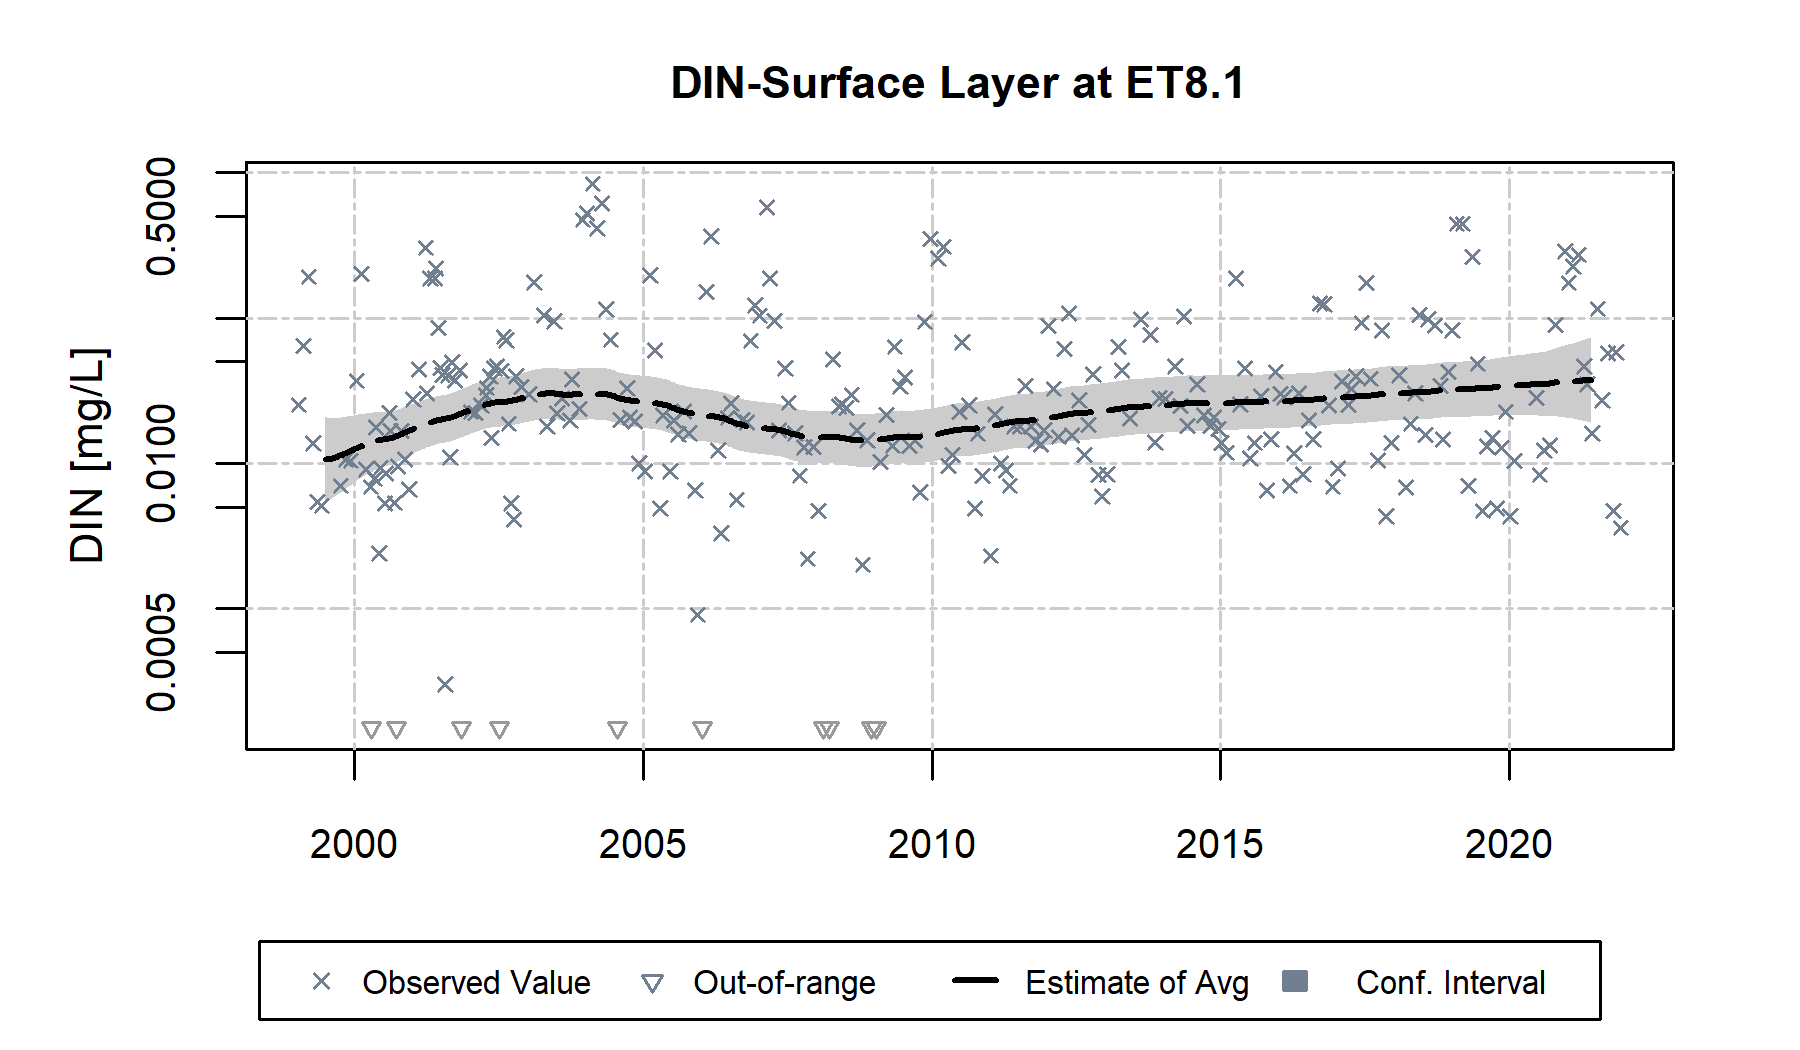 DIN-Surface Layer at ET8.1
DIN [mg/L]
0.5000
0.0100
0.0005
2000 2005 2010 2015 2020
Observed Value Out-of-range Estimate of Avg Conf. Interval